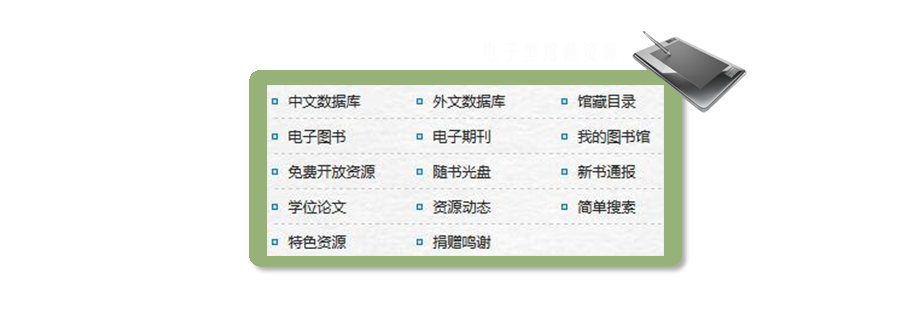 中文数据库 外文数据库 馆藏目录
电子图书 电子期刊 我的图书馆
免费开放资源 随书光盘 新书通报
学位论文 资源动态 简单搜索
特色资源 捐赠鸣谢